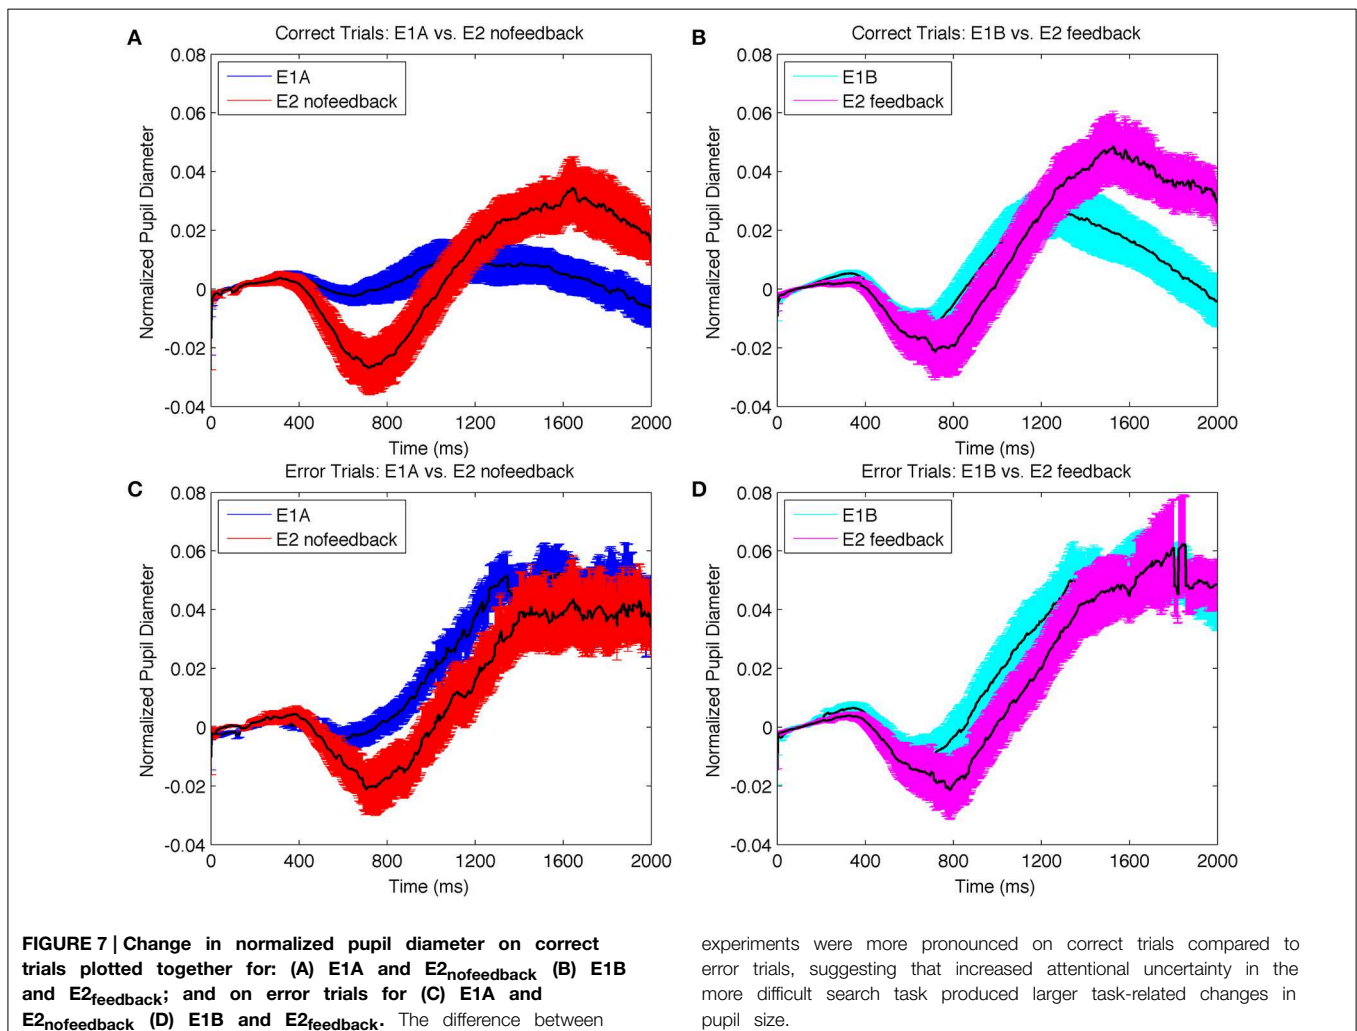 A
Correct Trials: E1A vs. E2 nofeedback
E1A
E2 nofeedback
Normalized Pupil Diameter
0.08
0.06
0.04
0.02
0
-0.02
-0.04
0 400 800 1200 1600 2000
Time (ms)
B
Correct Trials: E1B vs. E2 feedback
E1B
E2 feedback
Normalized Pupil Diameter
0.08
0.06
0.04
0.02
0
-0.02
-0.04
0 400 800 1200 1600 2000
Time (ms)
C
Error Trials: E1A vs. E2 nofeedback
E1A
E2 nofeedback
Normalized Pupil Diameter
0.08
0.06
0.04
0.02
0
-0.02
-0.04
0 400 800 1200 1600 2000
Time (ms)
D
Error Trials: E1B vs. E2 feedback
E1B
E2 feedback
Normalized Pupil Diameter
0.08
0.06
0.04
0.02
0
-0.02
-0.04
0 400 800 1200 1600 2000
Time (ms)
FIGURE 7 | Change in normalized pupil diameter on correct
trials plotted together for: (A) E1A and E2nofeedback (B) E1B
and E2feedback; and on error trials for (C) E1A and
E2nofeedback (D) E1B and E2feedback. The difference between
experiments were more pronounced on correct trials compared to
error trials, suggesting that increased attentional uncertainty in the
more difficult search task produced larger task-related changes in
pupil size.